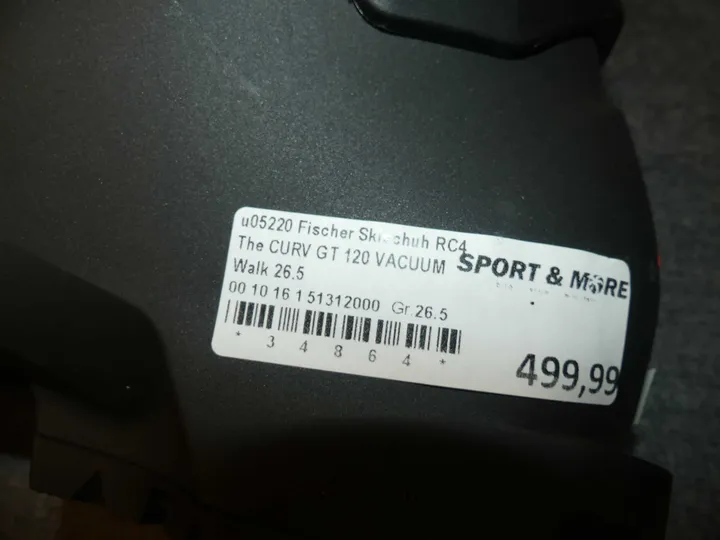 u05220 Fischer Skischuh RC4
The CURV GT 120 VACUUM
Walk 26.5
SPORT & MORE
00 10 16 1 51312000 Gr.26.5
* 3 4 8 6 4 *
499,99